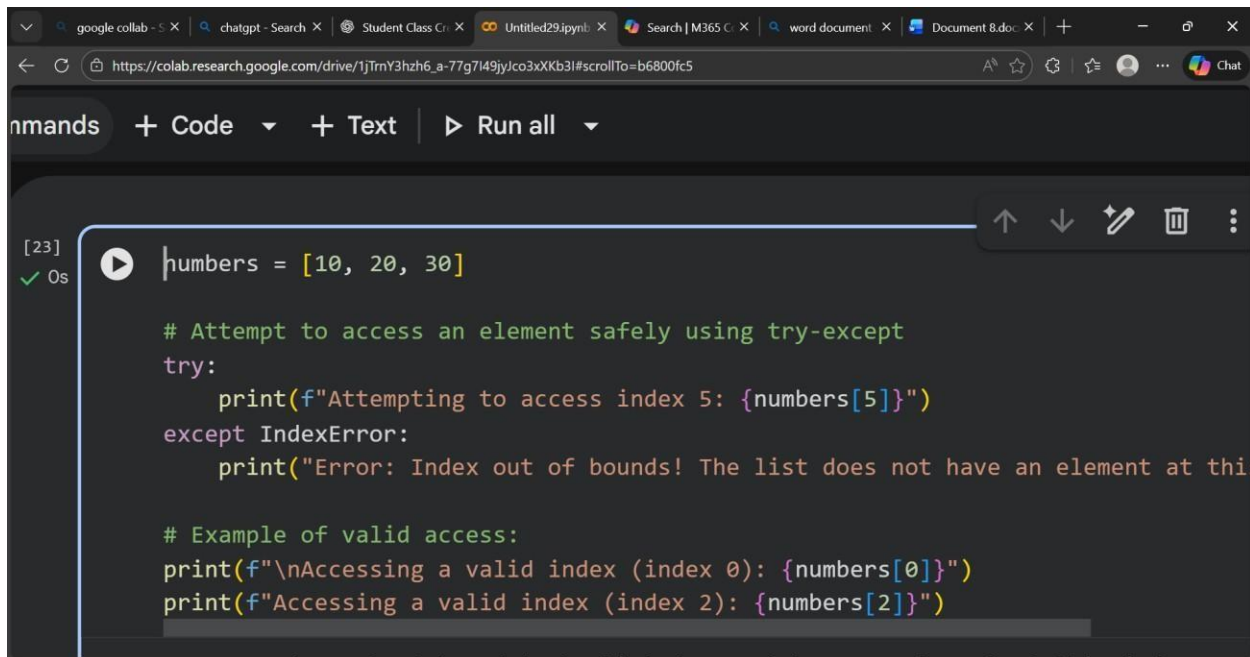 google collab - S
chatgpt - Search
Student Class Cre
Untitled29.ipynb
Search | M365 C
word document
Document 8.doc
https://colab.research.google.com/drive/1jTrnY3hzh6_a-77g7I49jyJco3xXKb3I#scrollTo=b6800fc5
Chat
mmands + Code + Text Run all
[23]
0s
numbers = [10, 20, 30]
# Attempt to access an element safely using try-except
try:
print(f"Attempting to access index 5: {numbers[5]}")
except IndexError:
print("Error: Index out of bounds! The list does not have an element at thi
# Example of valid access:
print(f"\nAccessing a valid index (index 0): {numbers[0]}")
print(f"Accessing a valid index (index 2): {numbers[2]}")